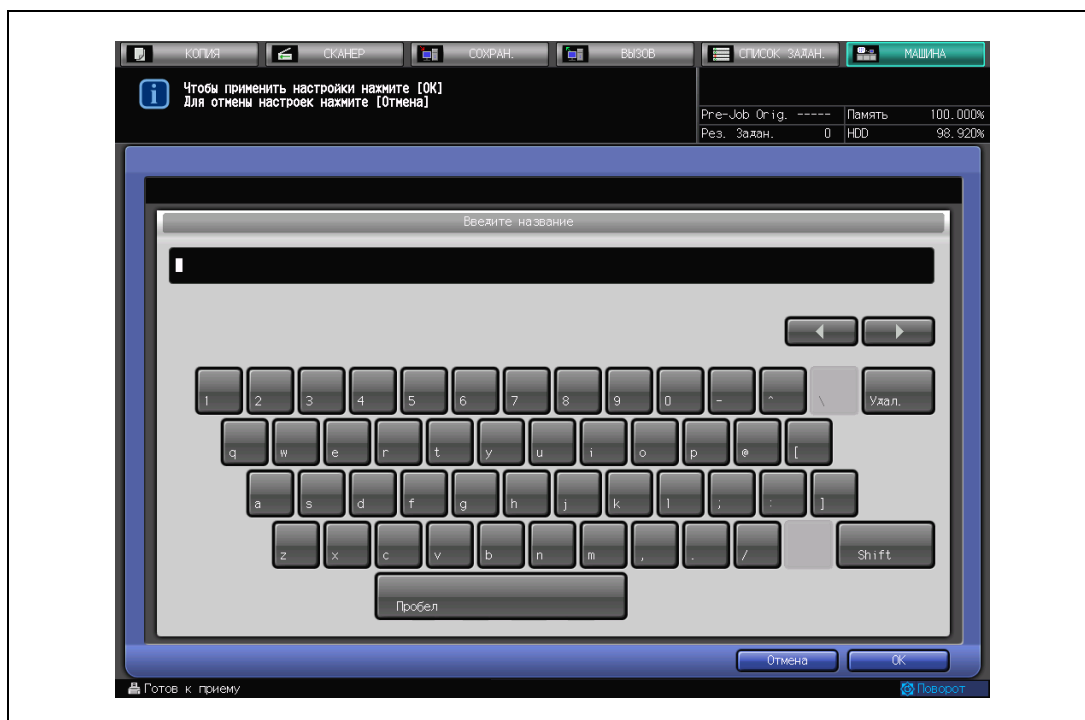 КОПИЯ СКАНЕР СОХРАН. ВЫЗОВ СПИСОК ЗАДАН. МАШИНА
Чтобы применить настройки нажмите [OK]
Для отмены настроек нажмите [Отмена]
Pre-Job Orig. ----- Память 100.000%
Рез. Задан. 0 HDD 98.920%
Введите название
1 2 3 4 5 6 7 8 9 0 - ^ \ Удал.
q w e r t y u i o p @ [
a s d f g h j k l ; : ]
z x c v b n m , . / Shift
Пробел
Отмена OK
Готов к приему Поворот